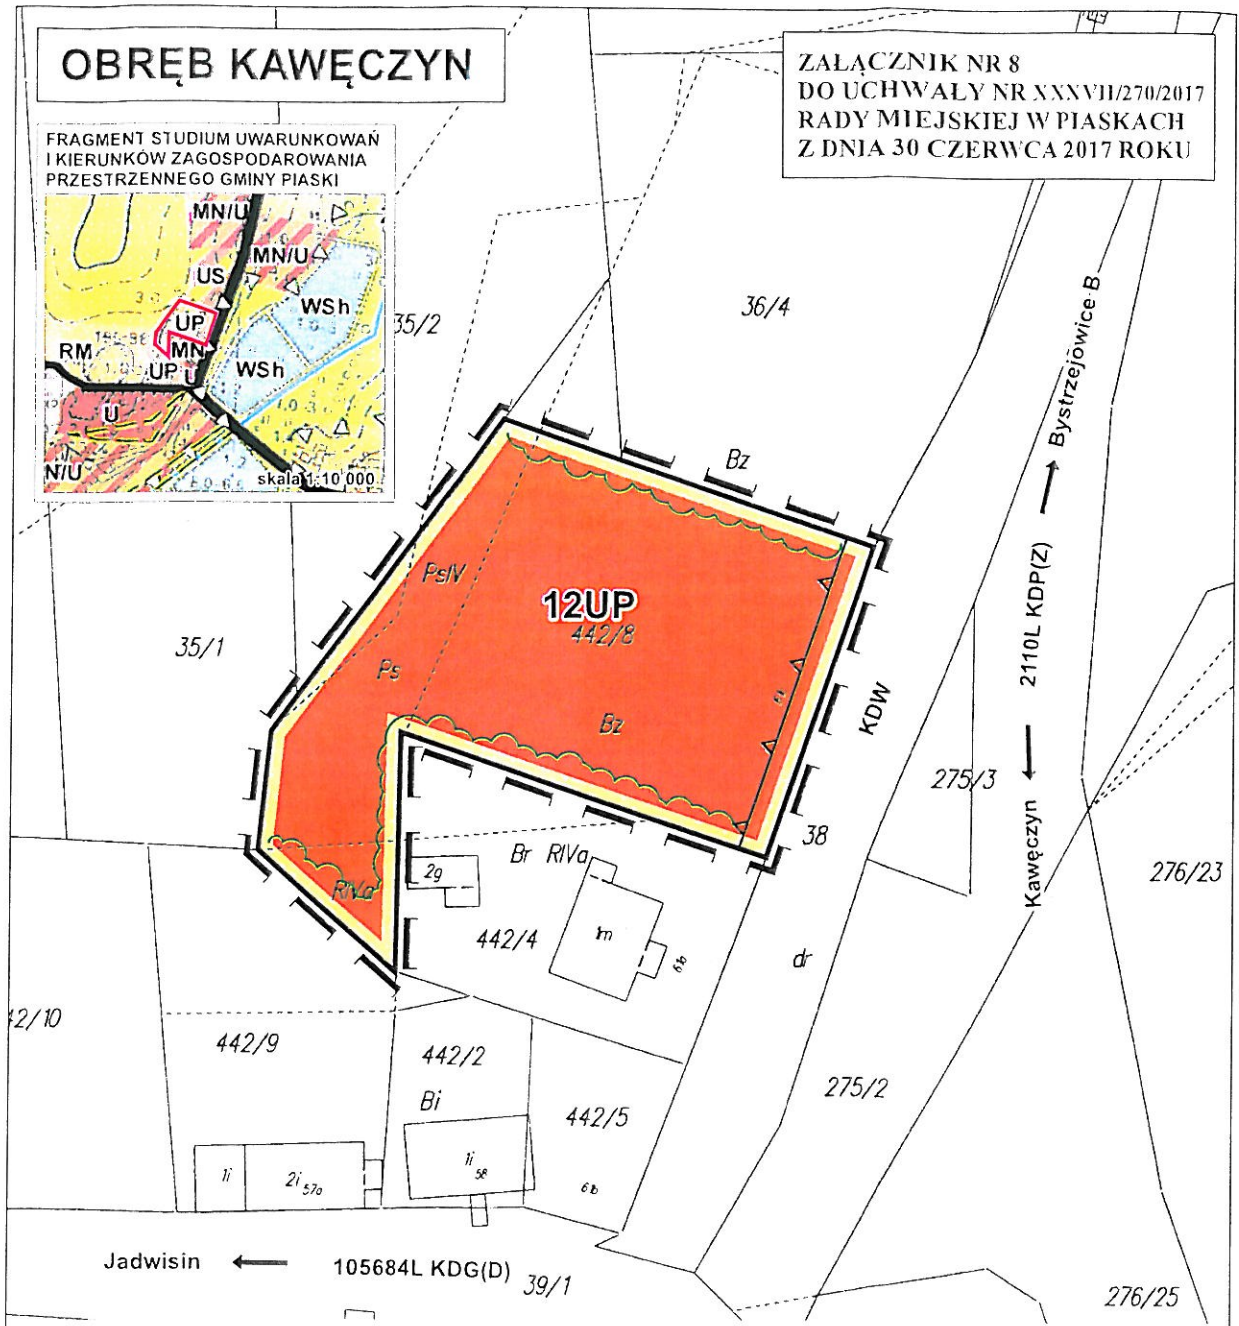 OBRĘB KAWĘCZYN
ZAŁĄCZNIK NR 8
DO UCHWAŁY NR XXXVII/270/2017
RADY MIEJSKIEJ W PIASKACH
Z DNIA 30 CZERWCA 2017 ROKU
FRAGMENT STUDIUM UWARUNKOWAŃ
I KIERUNKÓW ZAGOSPODAROWANIA
PRZESTRZENNEGO GMINY PIASKI
MN/U
MN/U
US
WSh
UP
RM
MN
UP U
WSh
U
N/U
skala 1:10 000
35/2
36/4
Bystrzejowice B
Bz
PsIV
12UP
442/8
2110L KDP(Z)
35/1
Ps
Bz
KDW
275/3
38
Kawęczyn
Br RIVa
276/23
2g
RIVa
1m
442/4
61b
dr
42/10
442/9
442/2
275/2
Bi
442/5
1i
2i 57a
1i 58
61b
Jadwisin
105684L KDG(D)
39/1
276/25